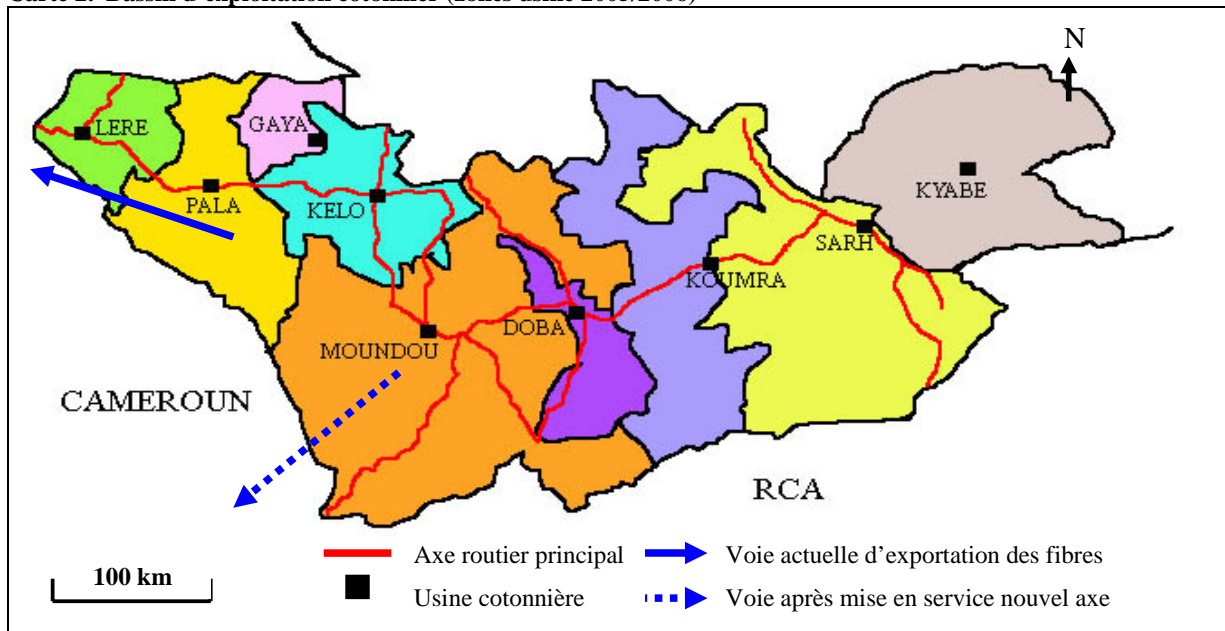 N
LERE
GAYA
PALA
KELO
KYABE
SARH
KOUMRA
DOBA
MOUNDOU
CAMEROUN
RCA
Axe routier principal
Voie actuelle d'exportation des fibres
100 km
Usine cotonnière
Voie après mise en service nouvel axe